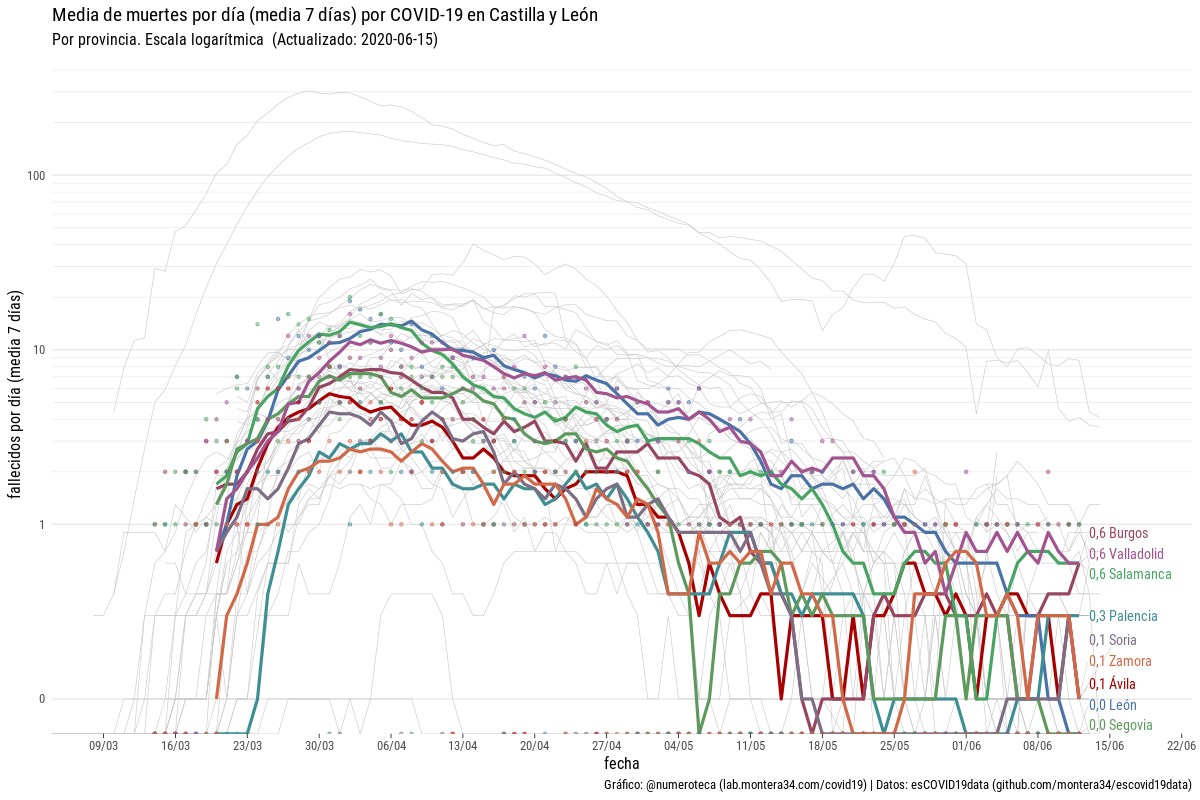 Media de muertes por día (media 7 días) por COVID-19 en Castilla y León
Por provincia. Escala logarítmica  (Actualizado: 2020-06-15)
fallecidos por día (media  7 días)
100
10
1
0
0,6 Burgos
0,6 Valladolid
0,6 Salamanca
0,3 Palencia
0,1 Soria
0,1 Zamora
0,1 Ávila
0,0 León
0,0 Segovia
09/03 16/03 23/03 30/03 06/04 13/04 20/04 27/04 04/05 11/05 18/05 25/05 01/06 08/06 15/06 22/06
fecha
Gráfico: @numeroteca (lab.montera34.com/covid19) | Datos: esCOVID19data (github.com/montera34/escovid19data)